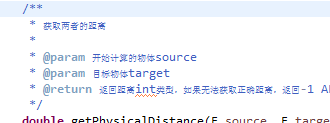 /**
* 获取两者的距离
*
* @param 开始计算的物体source
* @param 目标物体target
* @return 返回距离int类型，如果无法获取正确距离，返回-1 AF
*/
double getPhysicalDistance(E source, E targe